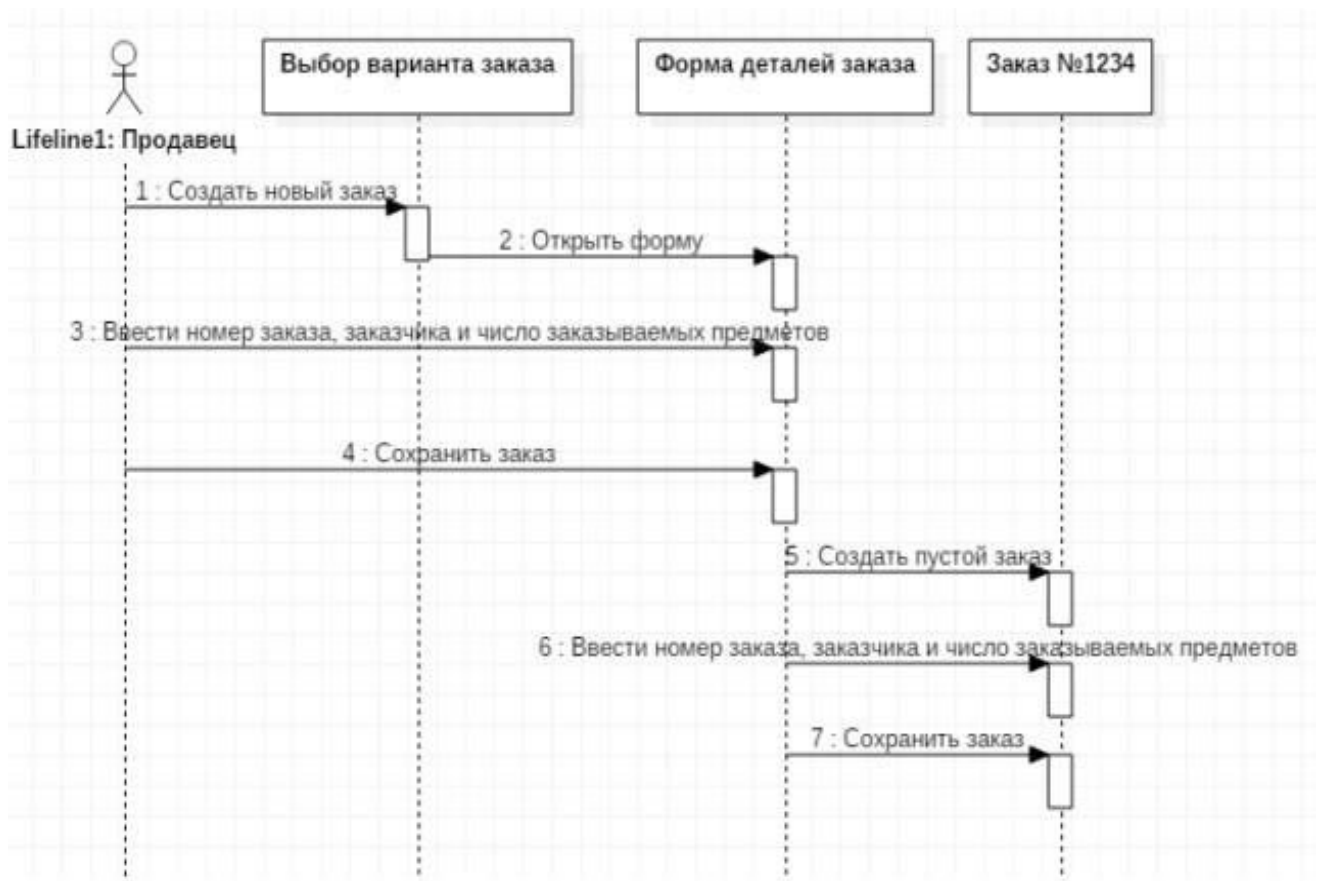 Выбор варианта заказа
Форма деталей заказа
Заказ №1234
Lifeline1: Продавец
1 : Создать новый заказ
2 : Открыть форму
3 : Ввести номер заказа, заказчика и число заказываемых предметов
4 : Сохранить заказ
5 : Создать пустой заказ
6 : Ввести номер заказа, заказчика и число заказываемых предметов
7 : Сохранить заказ